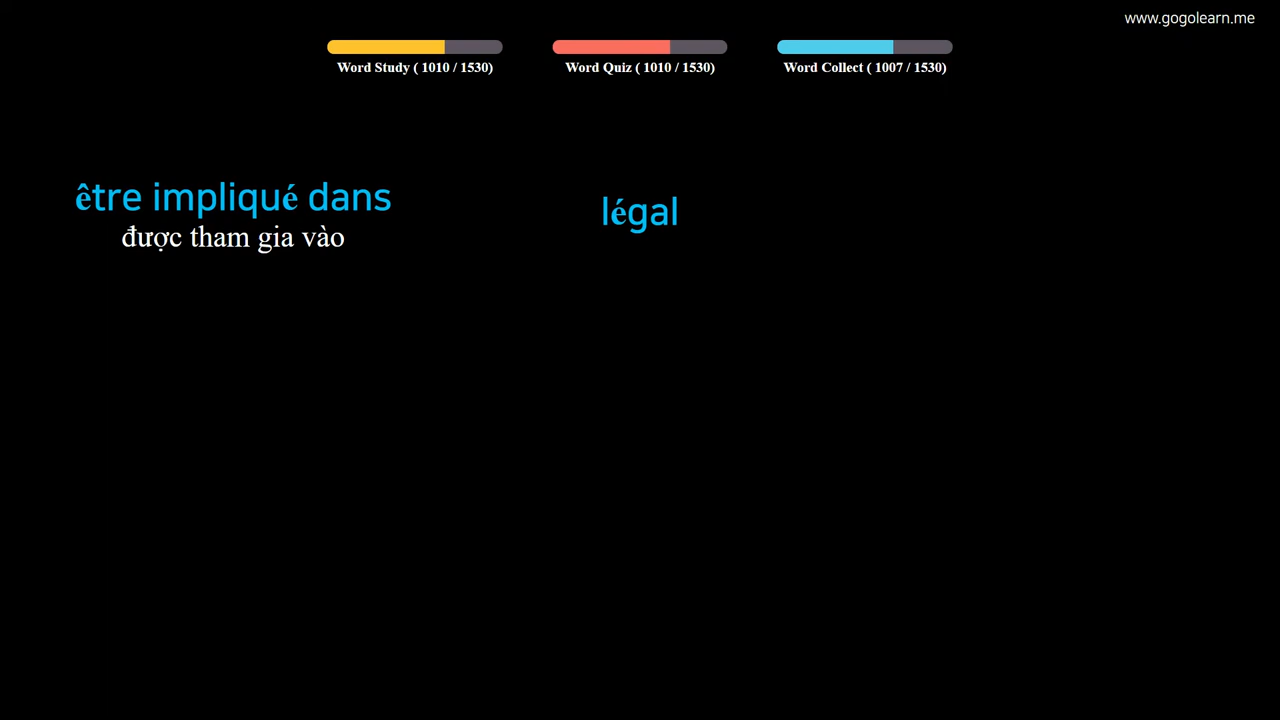 www.gogolearn.me
Word Study ( 1010 / 1530)
Word Quiz ( 1010 / 1530)
Word Collect ( 1007 / 1530)
être impliqué dans
được tham gia vào
légal